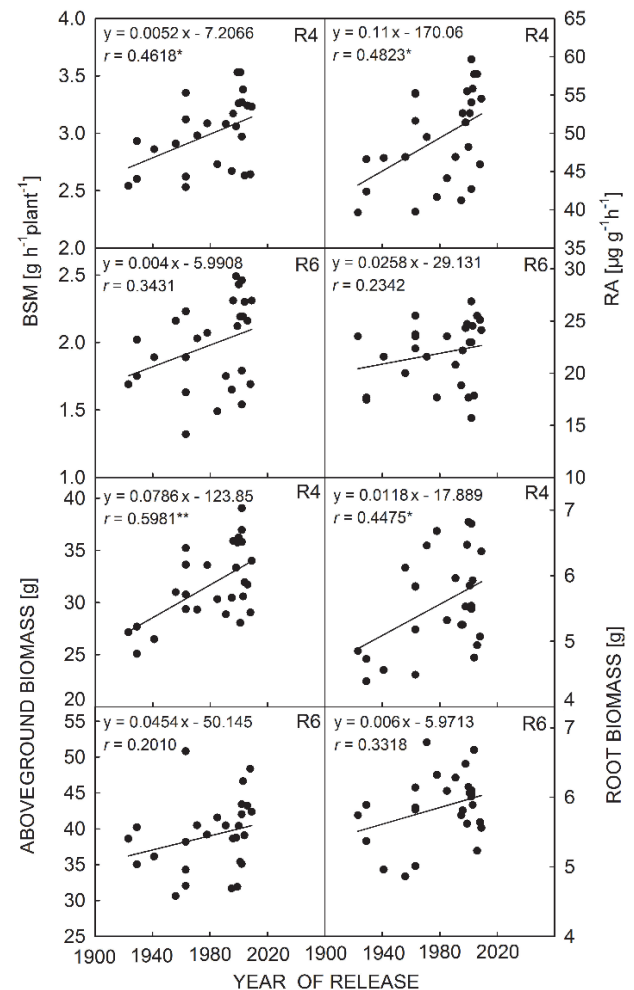 4.0
y = 0.0052 x - 7.2066
R4
r = 0.4618*
3.5
3.0
2.5
2.0
y = 0.11 x - 170.06
R4
r = 0.4823*
65
60
55
50
45
40
35
BSM [g h⁻¹plant⁻¹]
RA [µg g⁻¹h⁻¹]
y = 0.004 x - 5.9908
R6
r = 0.3431
2.5
2.0
1.5
1.0
y = 0.0258 x - 29.131
R6
r = 0.2342
30
25
20
15
10
y = 0.0786 x - 123.85
R4
r = 0.5981**
40
35
30
25
20
y = 0.0118 x - 17.889
R4
r = 0.4475*
7
6
5
4
ABOVEGROUND BIOMASS [g]
ROOT BIOMASS [g]
y = 0.0454 x - 50.145
R6
r = 0.2010
55
50
45
40
35
30
25
y = 0.006 x - 5.9713
R6
r = 0.3318
7
6
5
4
1900 1940 1980 2020
1900 1940 1980 2020
YEAR OF RELEASE